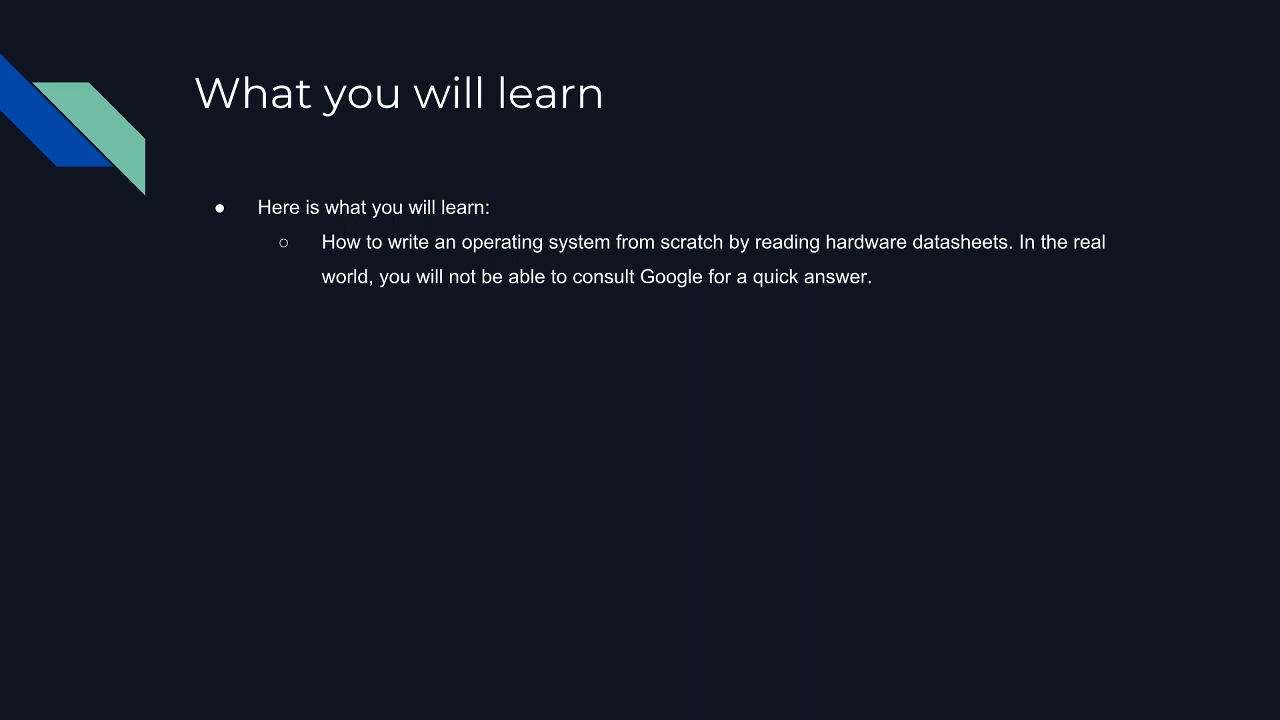 What you will learn
● Here is what you will learn:
○ How to write an operating system from scratch by reading hardware datasheets. In the real
world, you will not be able to consult Google for a quick answer.